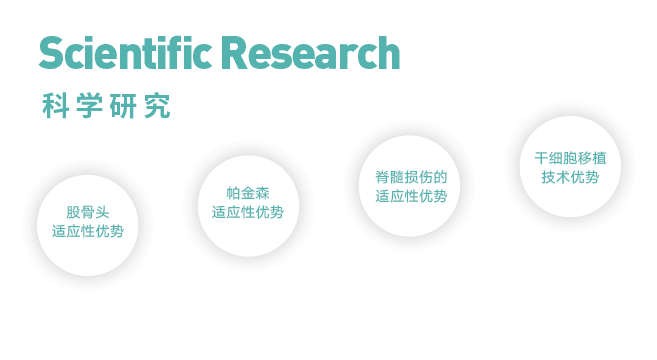 Scientific Research
科学研究
股骨头
适应性优势
帕金森
适应性优势
脊髓损伤的
适应性优势
干细胞移植
技术优势